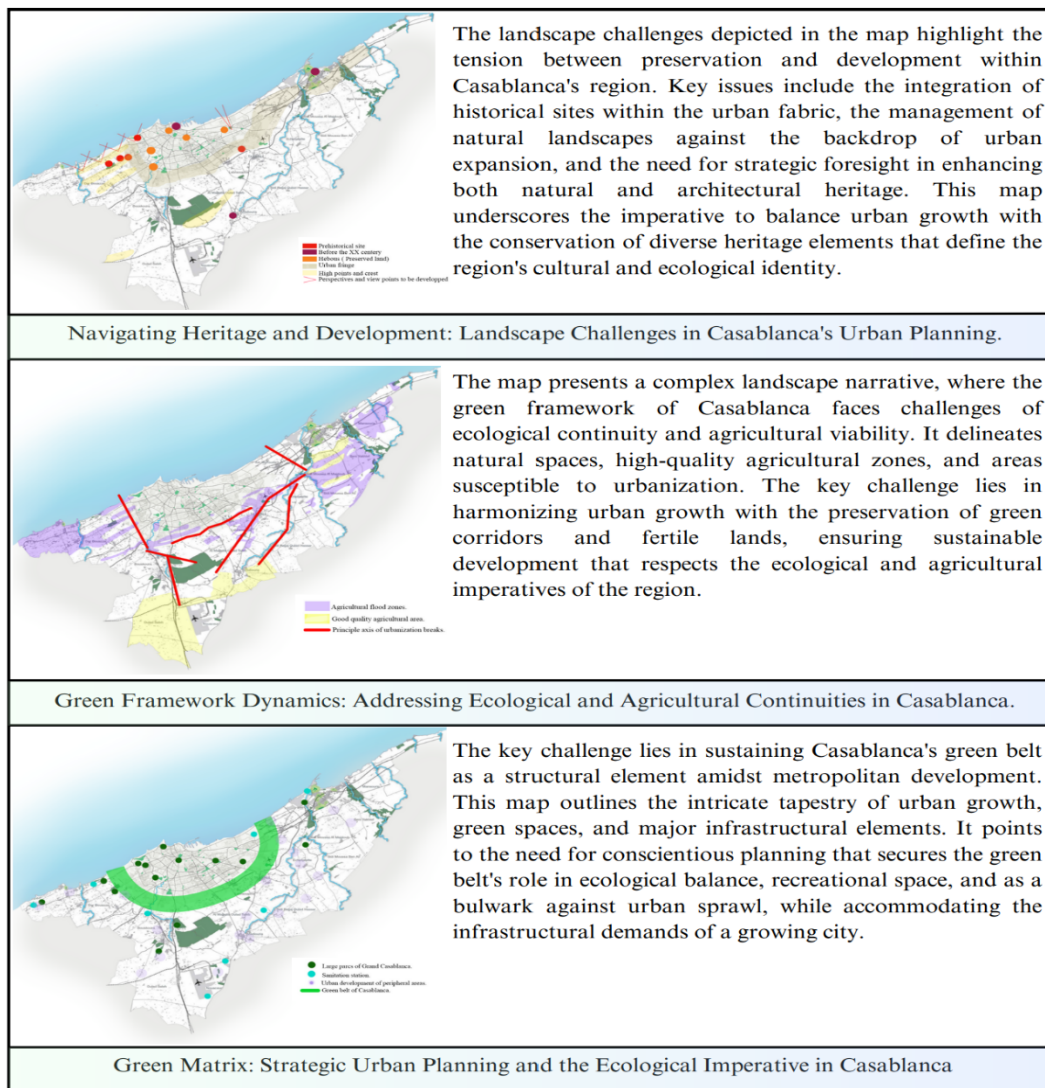 The landscape challenges depicted in the map highlight the
tension between preservation and development within
Casablanca's region. Key issues include the integration of
historical sites within the urban fabric, the management of
natural landscapes against the backdrop of urban
expansion, and the need for strategic foresight in enhancing
both natural and architectural heritage. This map
underscores the imperative to balance urban growth with
the conservation of diverse heritage elements that define the
region's cultural and ecological identity.
Prehistorical site
Before the XX century
Habous ( Preserved land)
Urban fringe
High points and crest
Perspectives and view points to be developped
Navigating Heritage and Development: Landscape Challenges in Casablanca's Urban Planning.
The map presents a complex landscape narrative, where the
green framework of Casablanca faces challenges of
ecological continuity and agricultural viability. It delineates
natural spaces, high-quality agricultural zones, and areas
susceptible to urbanization. The key challenge lies in
harmonizing urban growth with the preservation of green
corridors and fertile lands, ensuring sustainable
development that respects the ecological and agricultural
imperatives of the region.
Agricultural flood zones.
Good quality agricultural area.
Principle axis of urbanization breaks.
Green Framework Dynamics: Addressing Ecological and Agricultural Continuities in Casablanca.
The key challenge lies in sustaining Casablanca's green belt
as a structural element amidst metropolitan development.
This map outlines the intricate tapestry of urban growth,
green spaces, and major infrastructural elements. It points
to the need for conscientious planning that secures the green
belt's role in ecological balance, recreational space, and as a
bulwark against urban sprawl, while accommodating the
infrastructural demands of a growing city.
Large parcs of Grand Casablanca.
Sanitation station.
Urban development of peripheral areas.
Green belt of Casablanca.
Green Matrix: Strategic Urban Planning and the Ecological Imperative in Casablanca